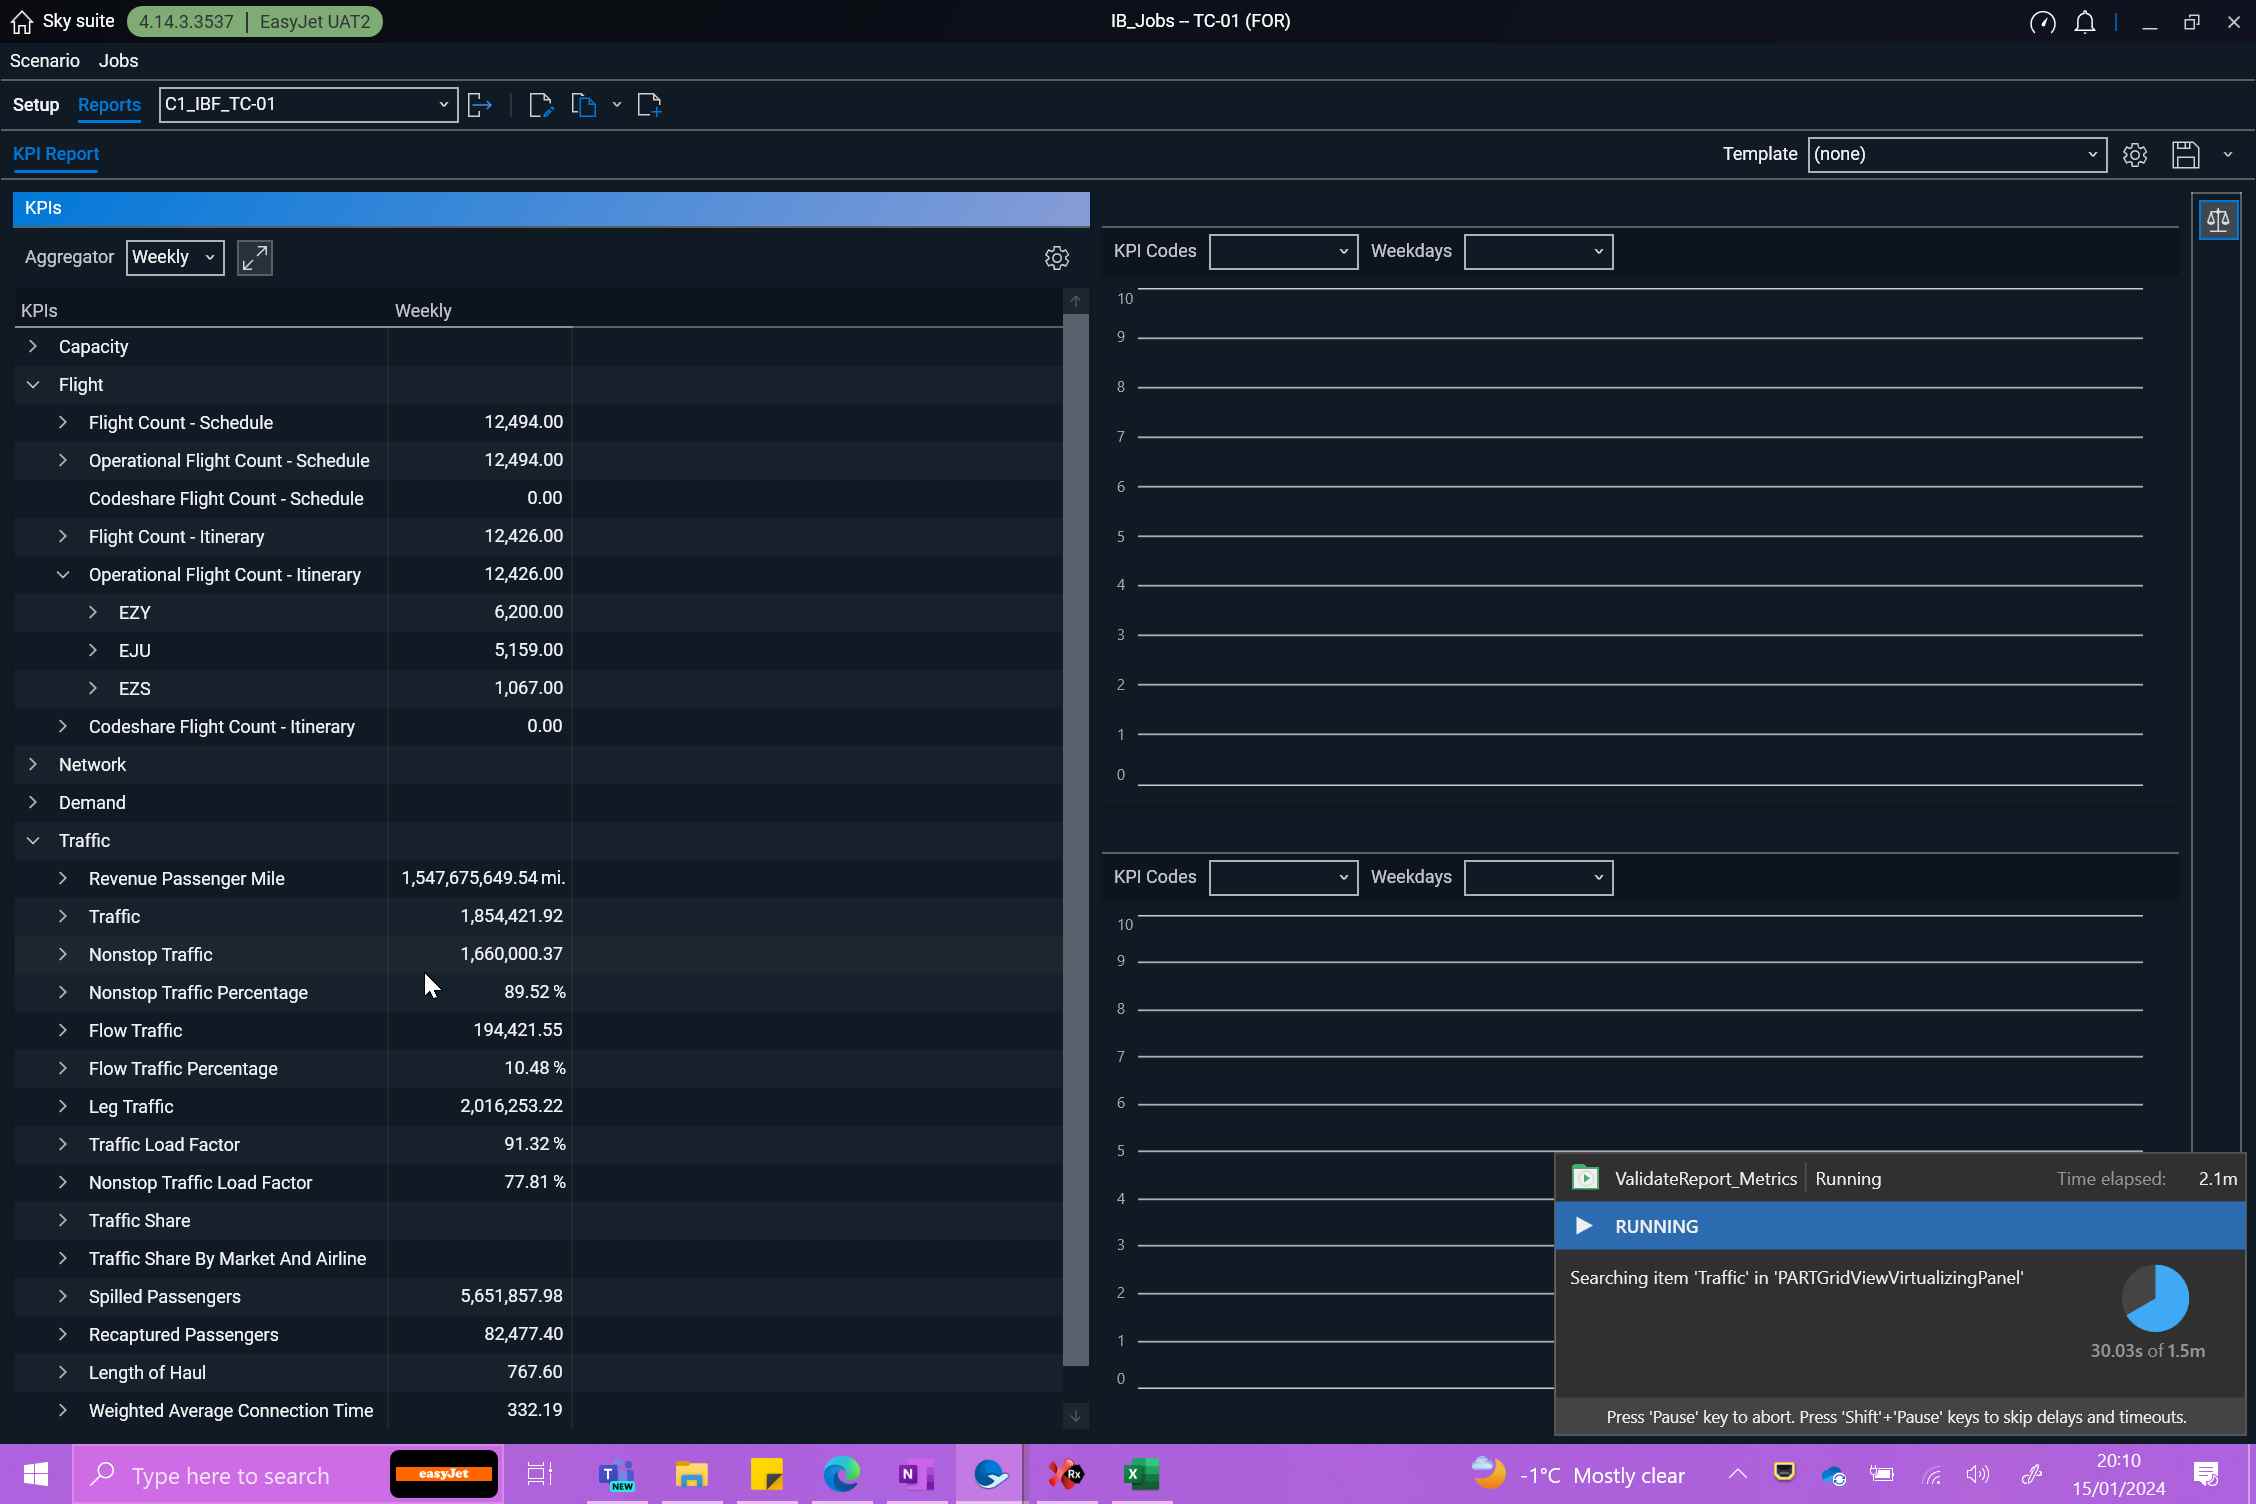 Sky suite 4.14.3.3537 | EasyJet UAT2 IB_Jobs -- TC-01 (FOR)
Scenario Jobs
Setup Reports C1_IBF_TC-01
KPI Report Template (none)
KPIs
Aggregator Weekly
KPIs Weekly
Capacity
Flight
Flight Count - Schedule 12,494.00
Operational Flight Count - Schedule 12,494.00
Codeshare Flight Count - Schedule 0.00
Flight Count - Itinerary 12,426.00
Operational Flight Count - Itinerary 12,426.00
EZY 6,200.00
EJU 5,159.00
EZS 1,067.00
Codeshare Flight Count - Itinerary 0.00
Network
Demand
Traffic
Revenue Passenger Mile 1,547,675,649.54 mi.
Traffic 1,854,421.92
Nonstop Traffic 1,660,000.37
Nonstop Traffic Percentage 89.52 %
Flow Traffic 194,421.55
Flow Traffic Percentage 10.48 %
Leg Traffic 2,016,253.22
Traffic Load Factor 91.32 %
Nonstop Traffic Load Factor 77.81 %
Traffic Share
Traffic Share By Market And Airline
Spilled Passengers 5,651,857.98
Recaptured Passengers 82,477.40
Length of Haul 767.60
Weighted Average Connection Time 332.19
KPI Codes Weekdays
10
9
8
7
6
5
4
3
2
1
0
KPI Codes Weekdays
10
9
8
7
6
5
4
3
2
1
0
ValidateReport_Metrics | Running Time elapsed: 2.1m
RUNNING
Searching item 'Traffic' in 'PARTGridViewVirtualizingPanel'
30.03s of 1.5m
Press 'Pause' key to abort. Press 'Shift'+'Pause' keys to skip delays and timeouts.
Type here to search easyJet T NEW N Rx X -1°C Mostly clear
20:10
15/01/2024